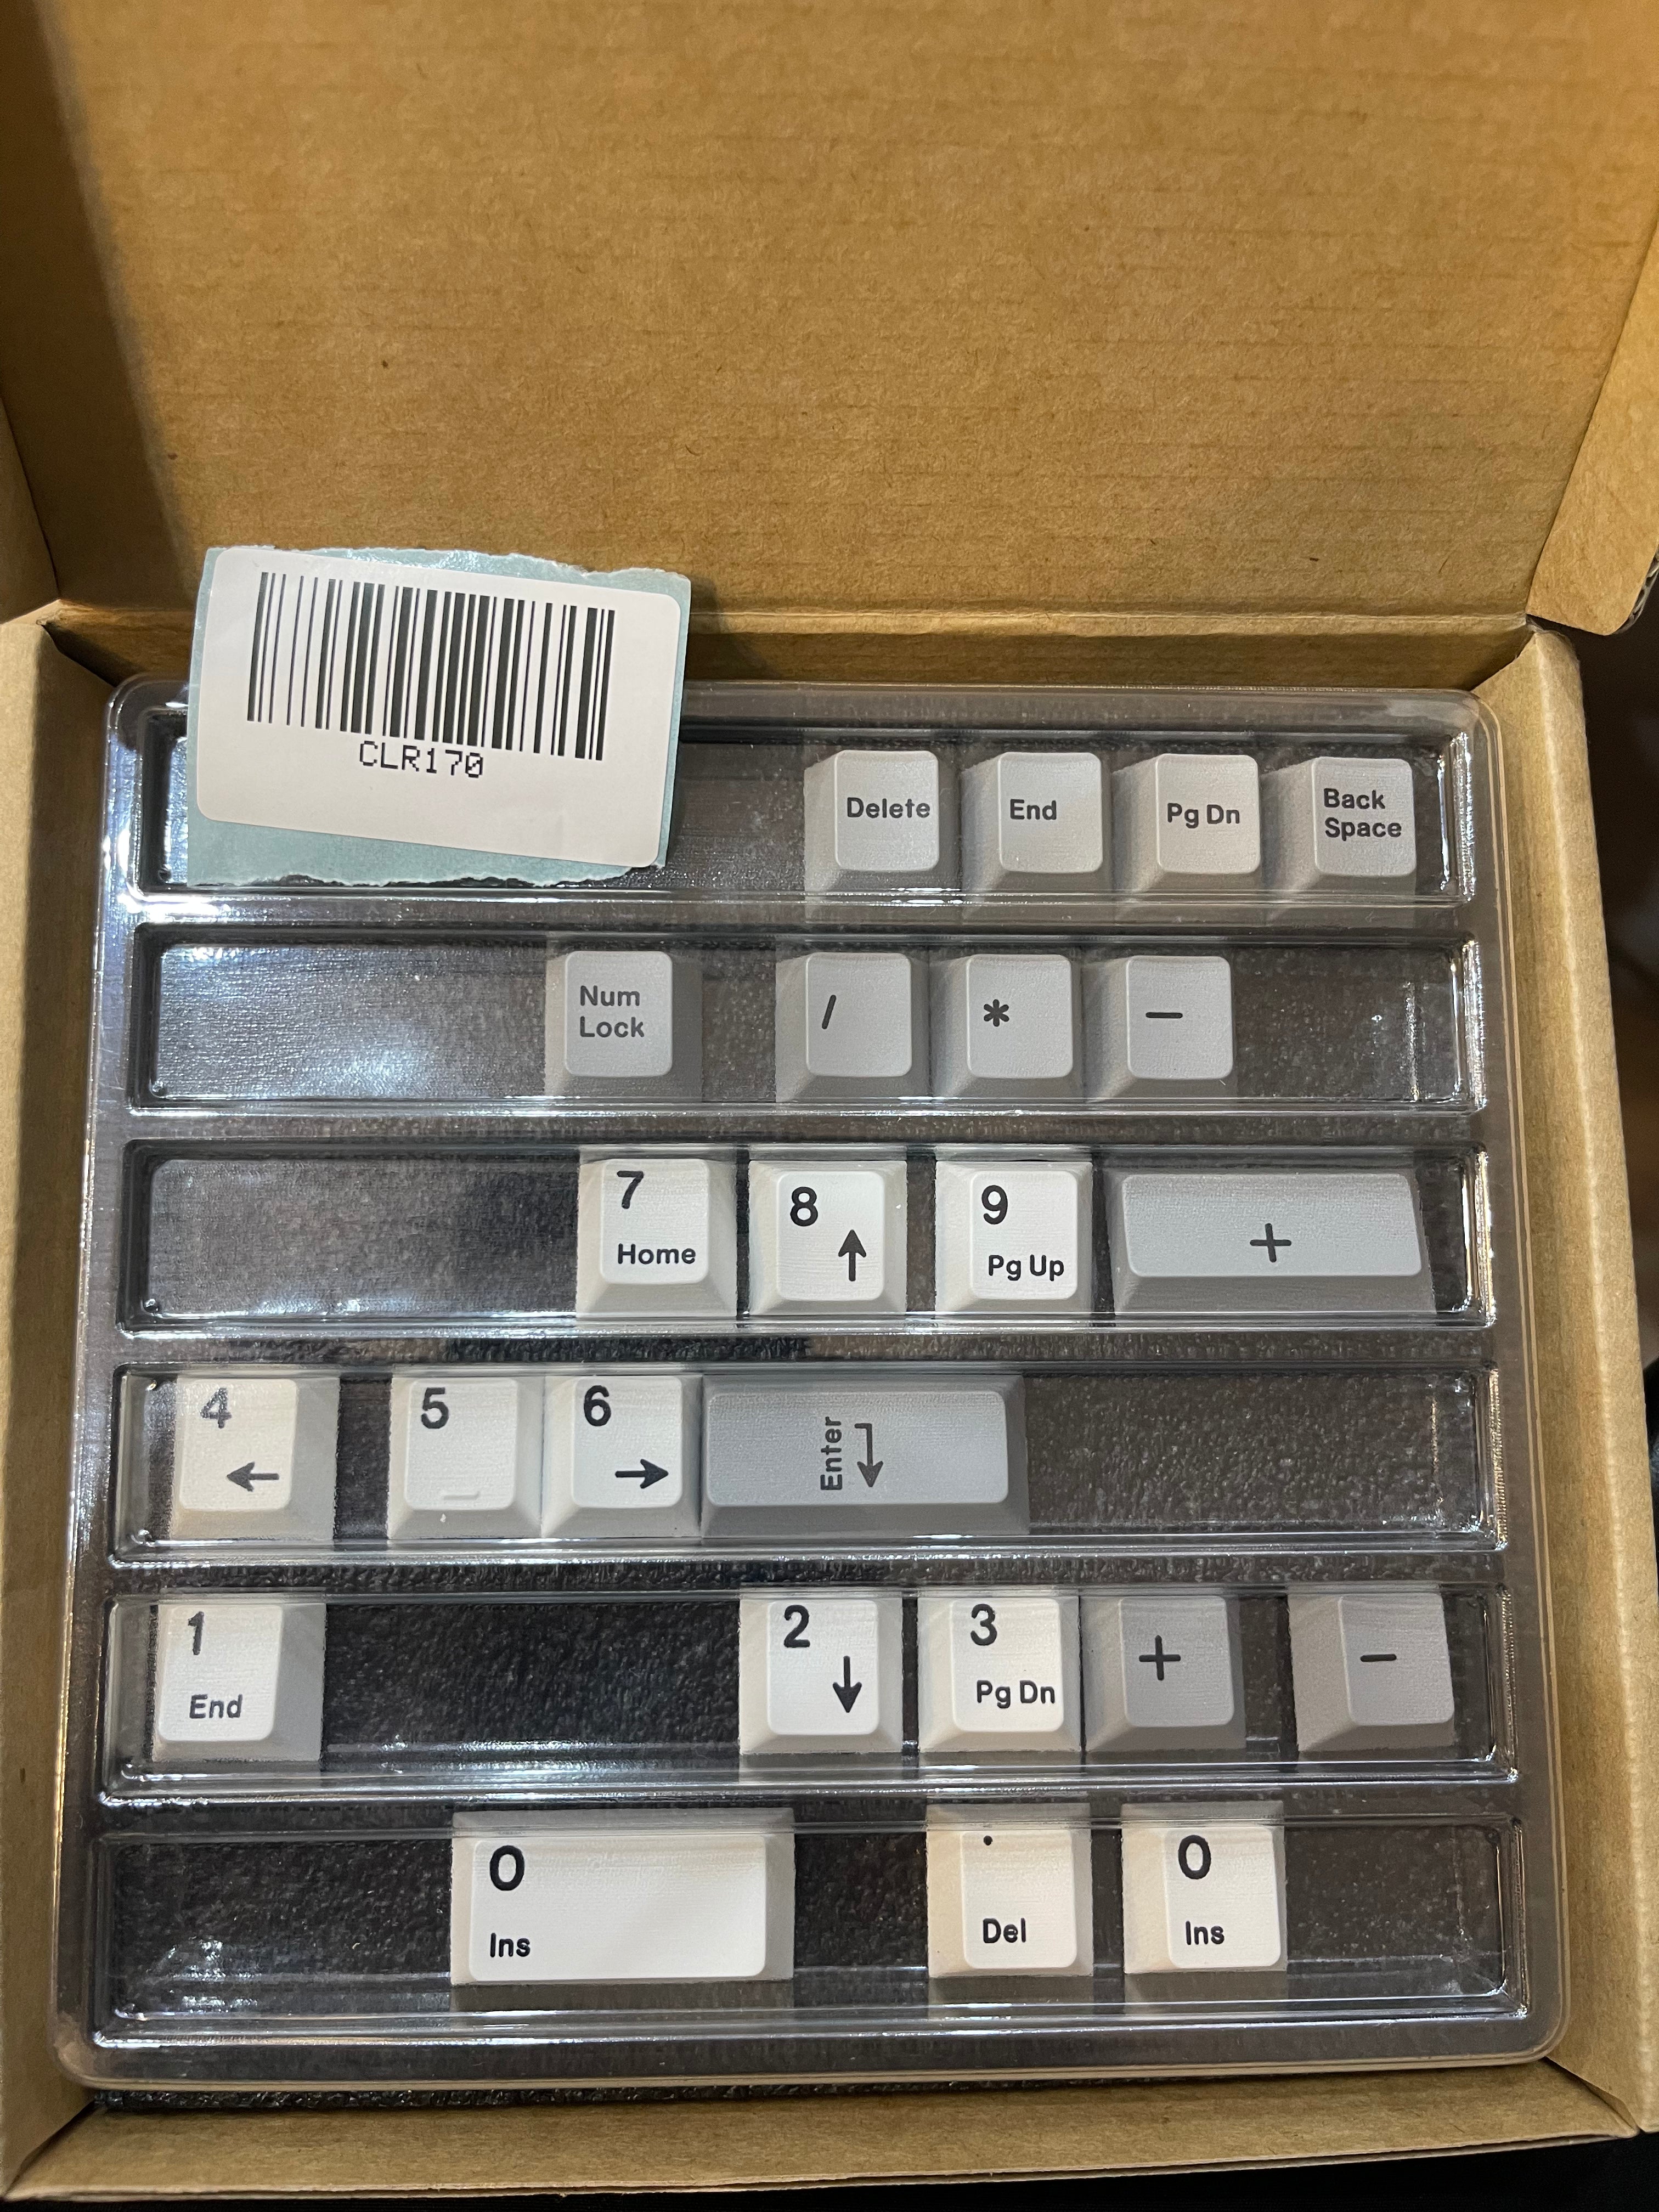 CLR170
Delete
End
Pg Dn
Back
Space
Num
Lock
/
*
−
7
Home
8
↑
9
Pg Up
+
4
←
5
6
→
Enter
↵
1
End
2
↓
3
Pg Dn
+
−
0
Ins
.
Del
0
Ins